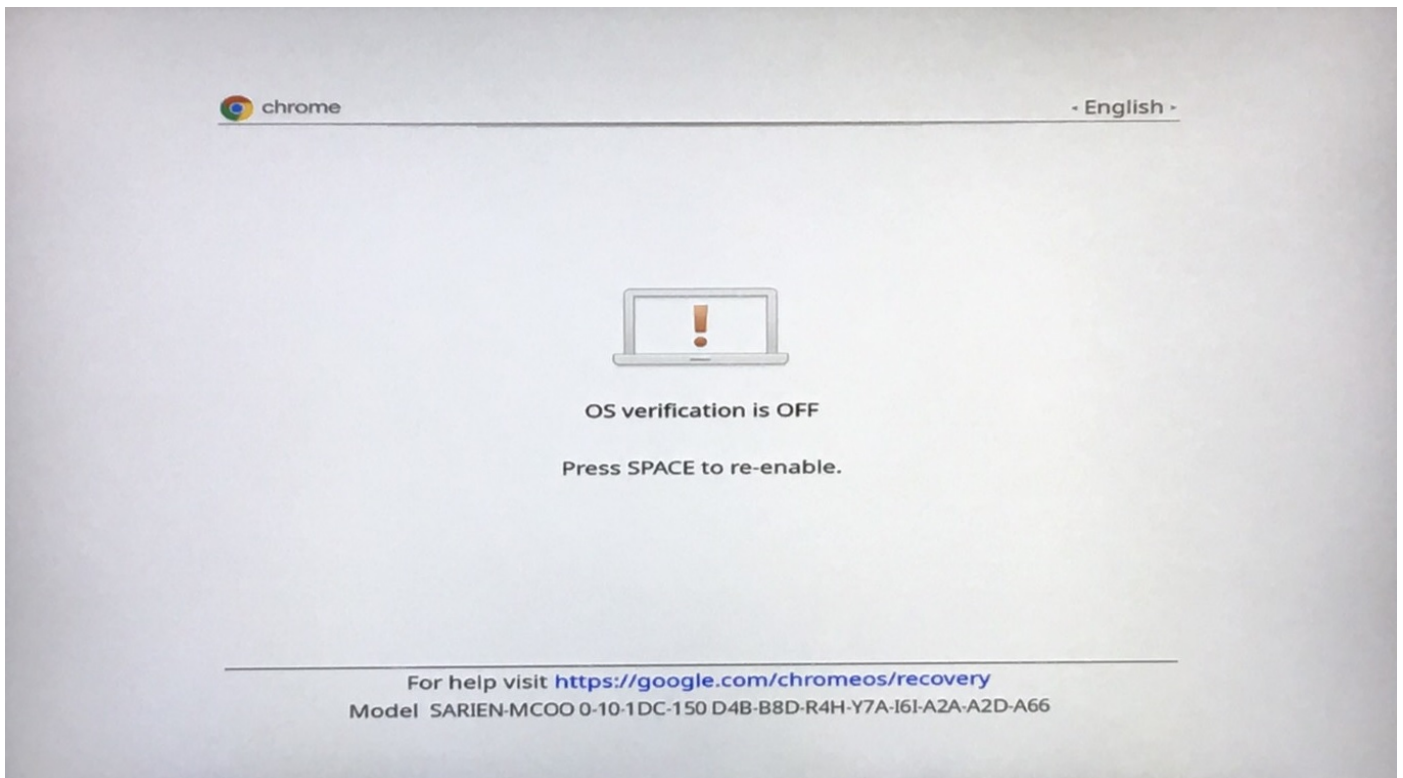 chrome
- English -
OS verification is OFF
Press SPACE to re-enable.
For help visit https://google.com/chromeos/recovery
Model SARIEN-MCOO 0-10-1DC-150 D4B-B8D-R4H-Y7A-I6I-A2A-A2D-A66